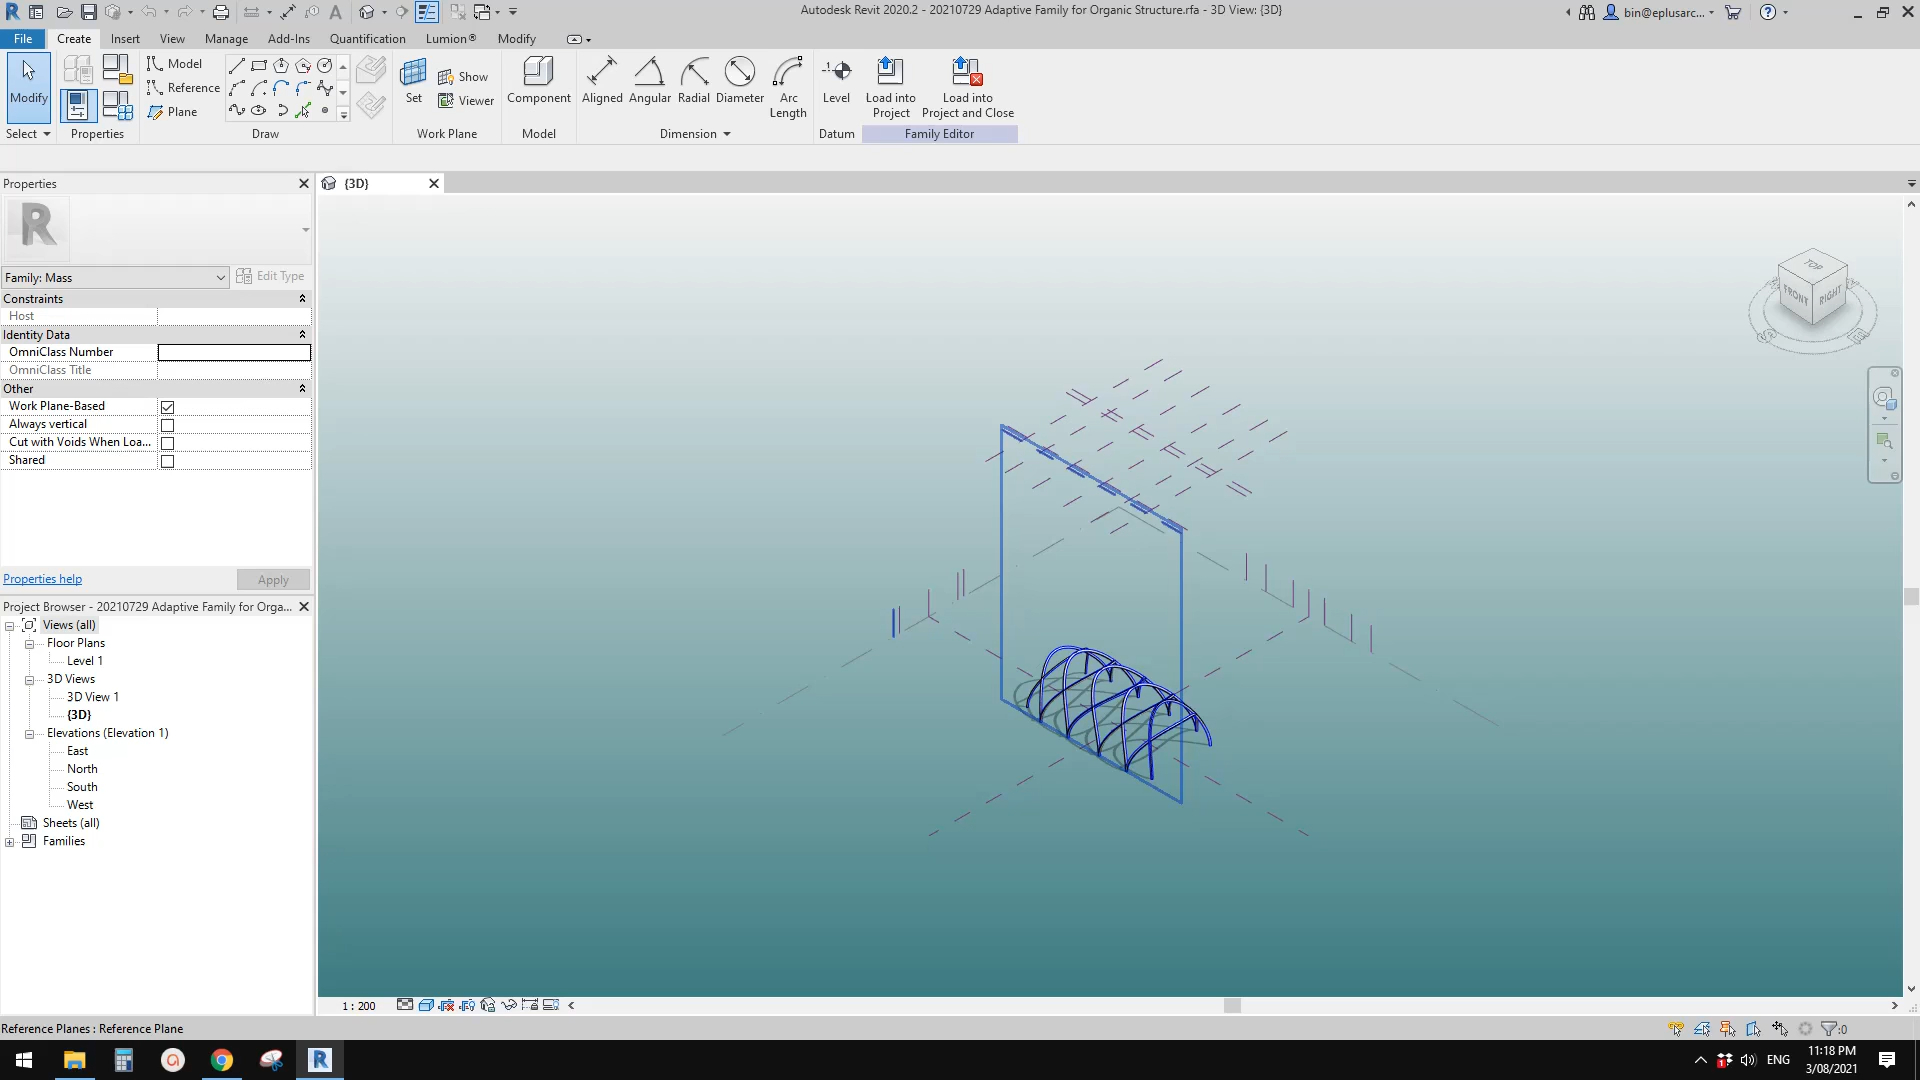 Autodesk Revit 2020.2 - 20210729 Adaptive Family for Organic Structure.rfa - 3D View: {3D}
bin@eplusarc...
File Create Insert View Manage Add-Ins Quantification Lumion® Modify
Modify
Select
Properties
Model
Reference
Plane
Draw
Set
Show
Viewer
Work Plane
Component
Model
Aligned
Angular
Radial
Diameter
Arc
Length
Dimension
Level
Datum
Load into
Project
Load into
Project and Close
Family Editor
Properties
{3D}
R
Family: Mass
Edit Type
Constraints
Host
Identity Data
OmniClass Number
OmniClass Title
Other
Work Plane-Based
Always vertical
Cut with Voids When Loa...
Shared
Properties help
Apply
Project Browser - 20210729 Adaptive Family for Orga...
Views (all)
Floor Plans
Level 1
3D Views
3D View 1
{3D}
Elevations (Elevation 1)
East
North
South
West
Sheets (all)
Families
TOP
FRONT
RIGHT
1 : 200
Reference Planes : Reference Plane
:0
ENG
11:18 PM
3/08/2021